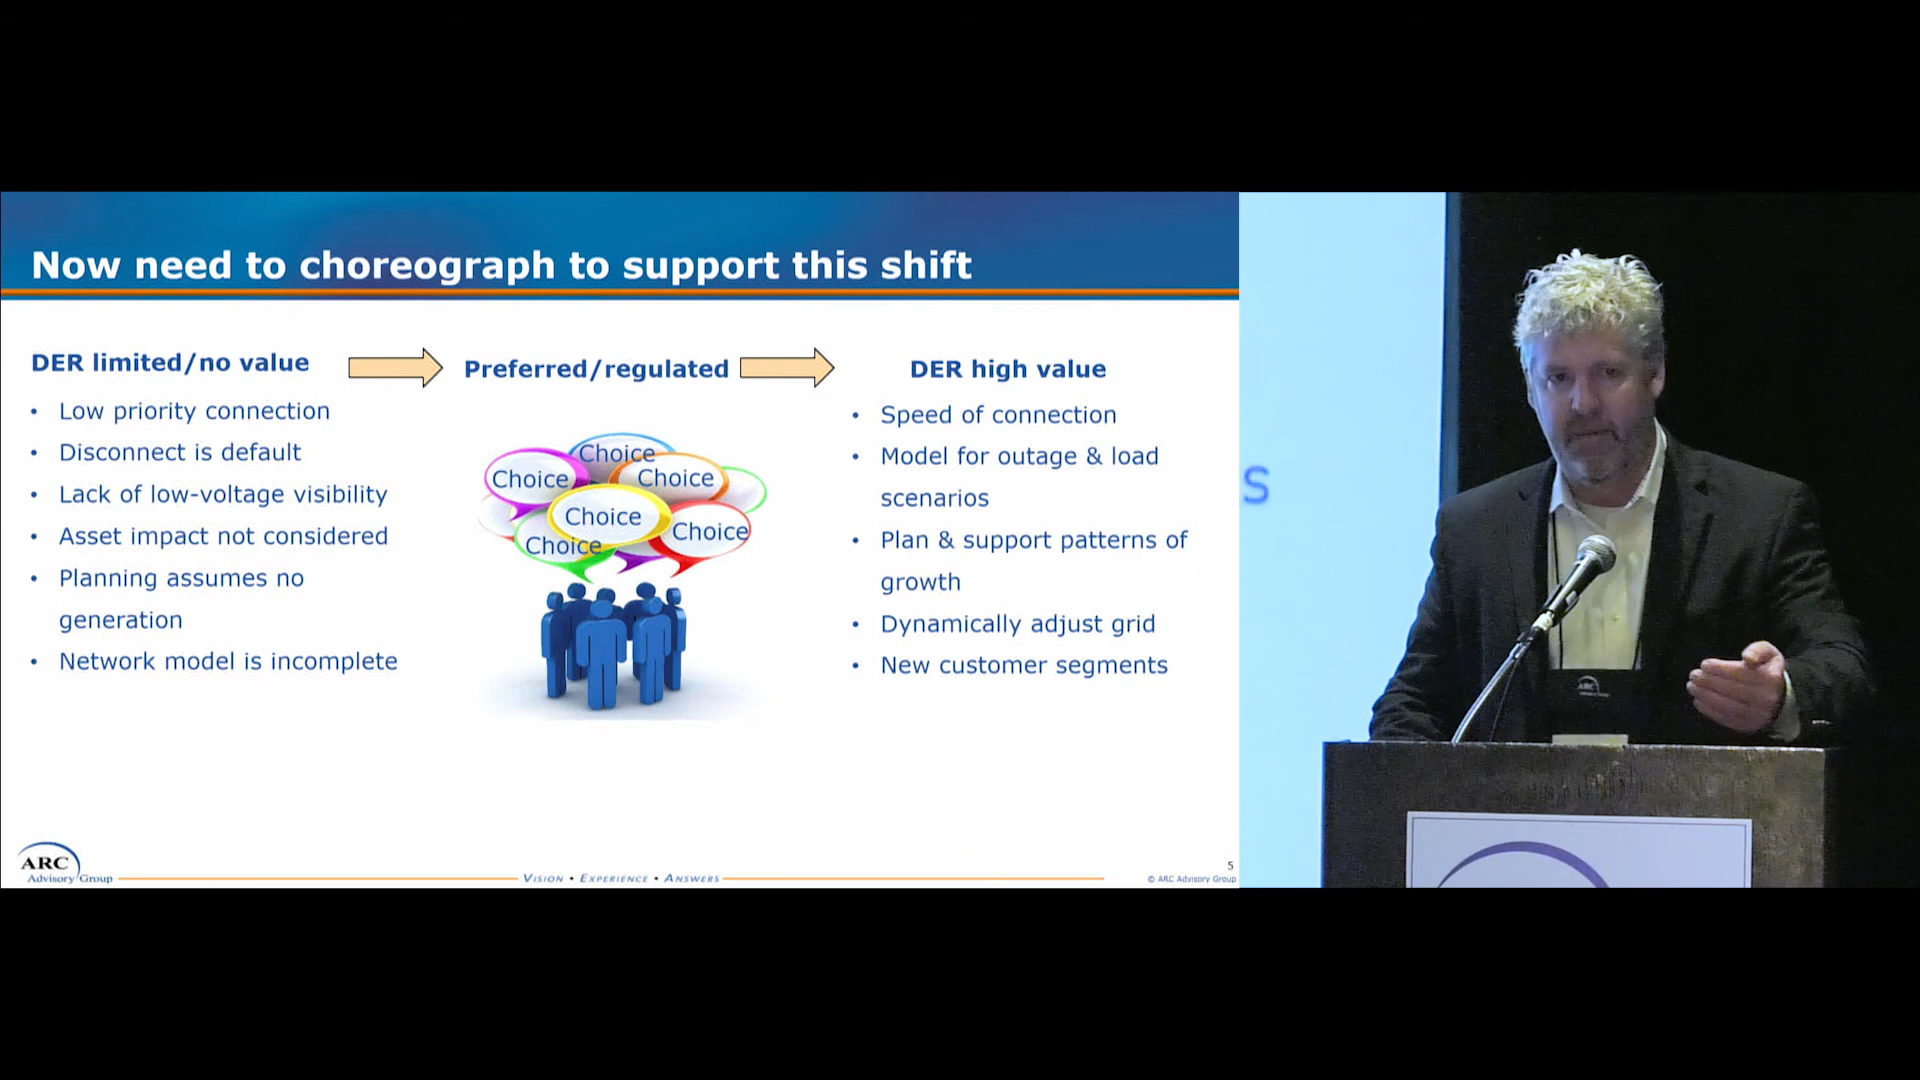 Now need to choreograph to support this shift
DER limited/no value
• Low priority connection
• Disconnect is default
• Lack of low-voltage visibility
• Asset impact not considered
• Planning assumes no
generation
• Network model is incomplete
Preferred/regulated
Choice
Choice
Choice
Choice
Choice
Choice
DER high value
• Speed of connection
• Model for outage & load
scenarios
• Plan & support patterns of
growth
• Dynamically adjust grid
• New customer segments
ARC
Advisory Group
VISION • EXPERIENCE • ANSWERS
5
© ARC Advisory Group
s
ARC